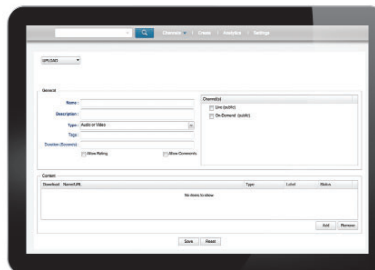 Channels Create Analytics Settings
UPLOAD
General
Name:
Description:
Type: Audio or Video
Tags:
Duration (Seconds):
Allow Rating Allow Comments
Channel(s)
Live (public)
On-Demand (public)
Content
Download Name/URL Type Label Status
No items to show
Add Remove
Save Reset